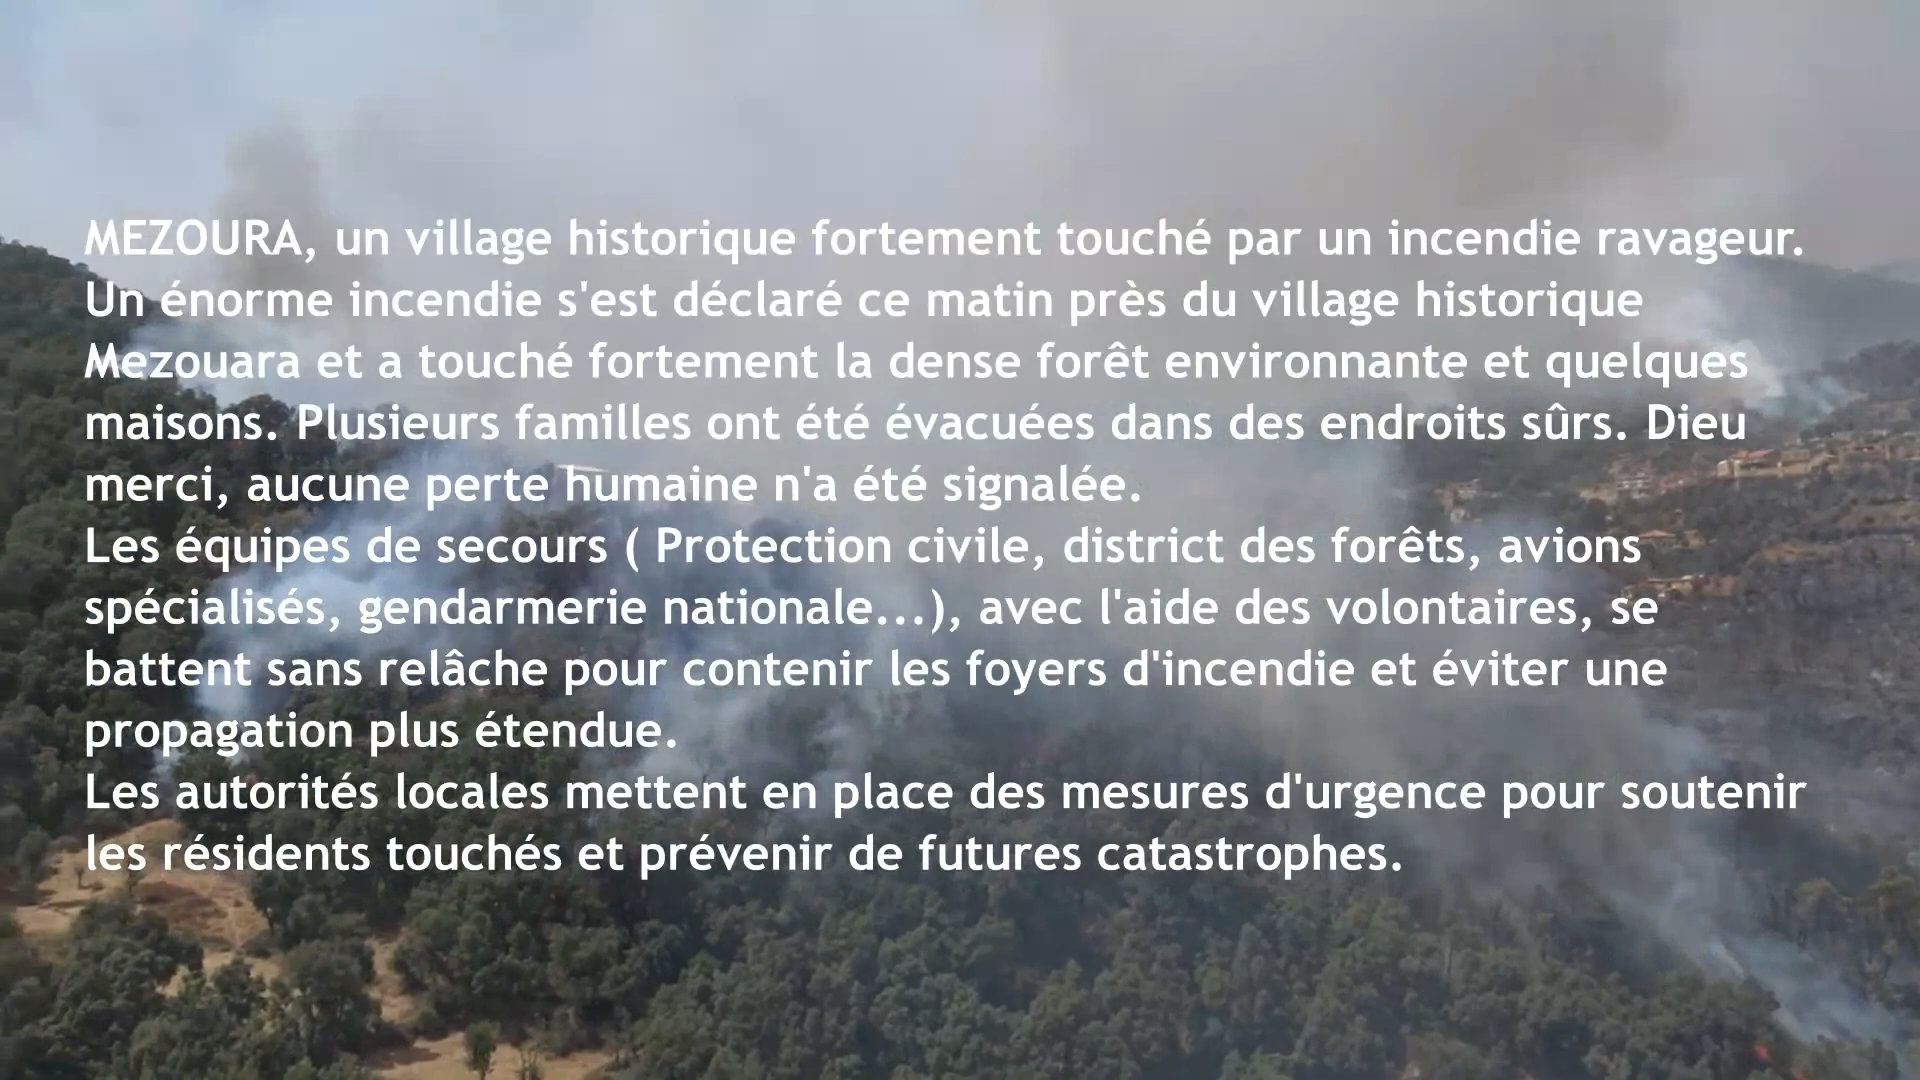 MEZOURA, un village historique fortement touché par un incendie ravageur.
Un énorme incendie s'est déclaré ce matin près du village historique
Mezouara et a touché fortement la dense forêt environnante et quelques
maisons. Plusieurs familles ont été évacuées dans des endroits sûrs. Dieu
merci, aucune perte humaine n'a été signalée.
Les équipes de secours ( Protection civile, district des forêts, avions
spécialisés, gendarmerie nationale...), avec l'aide des volontaires, se
battent sans relâche pour contenir les foyers d'incendie et éviter une
propagation plus étendue.
Les autorités locales mettent en place des mesures d'urgence pour soutenir
les résidents touchés et prévenir de futures catastrophes.